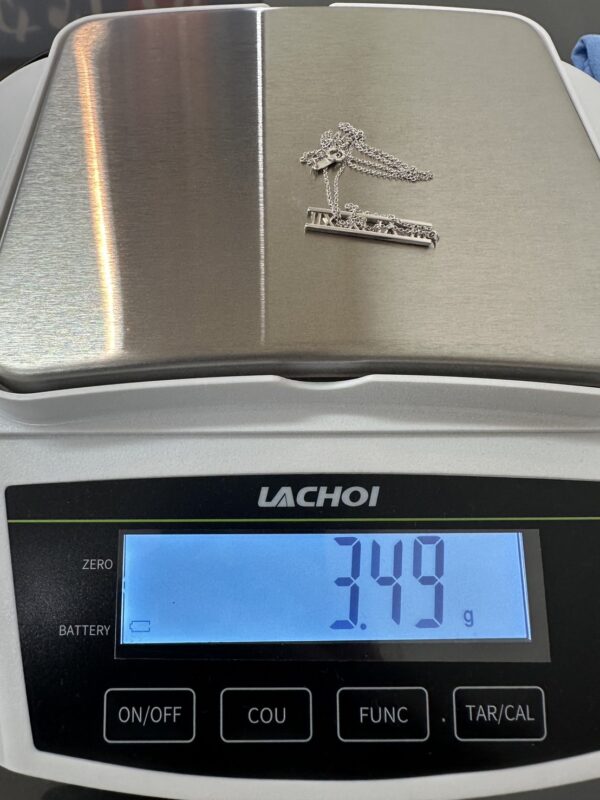 LACHOI
ZERO
3.49 g
BATTERY
ON/OFF
COU
FUNC
TAR/CAL